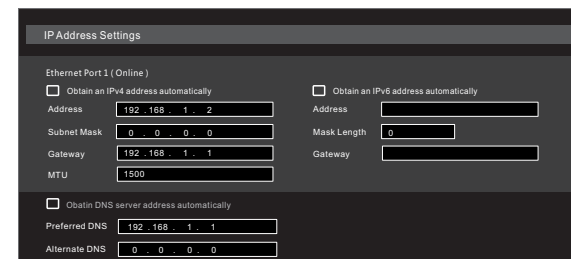 IP Address Settings
Ethernet Port 1 ( Online )
Obtain an IPv4 address automatically
Obtain an IPv6 address automatically
Address 192 . 168 . 1 . 2
Address
Subnet Mask 0 . 0 . 0 . 0
Mask Length 0
Gateway 192 . 168 . 1 . 1
Gateway
MTU 1500
Obatin DNS server address automatically
Preferred DNS 192 . 168 . 1 . 1
Alternate DNS 0 . 0 . 0 . 0